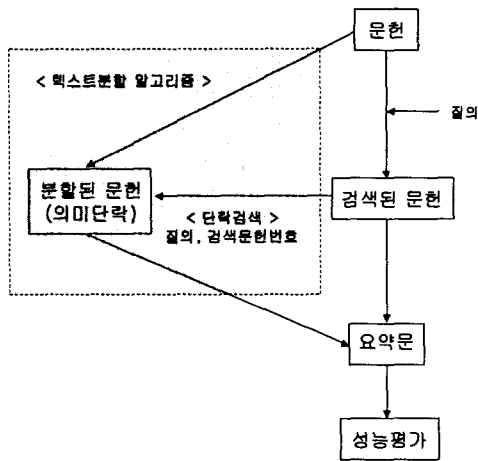 문헌
< 텍스트분할 알고리즘 >
질의
분할된 문헌
(의미단락)
검색된 문헌
< 단락검색 >
질의, 검색문헌번호
요약문
성능평가